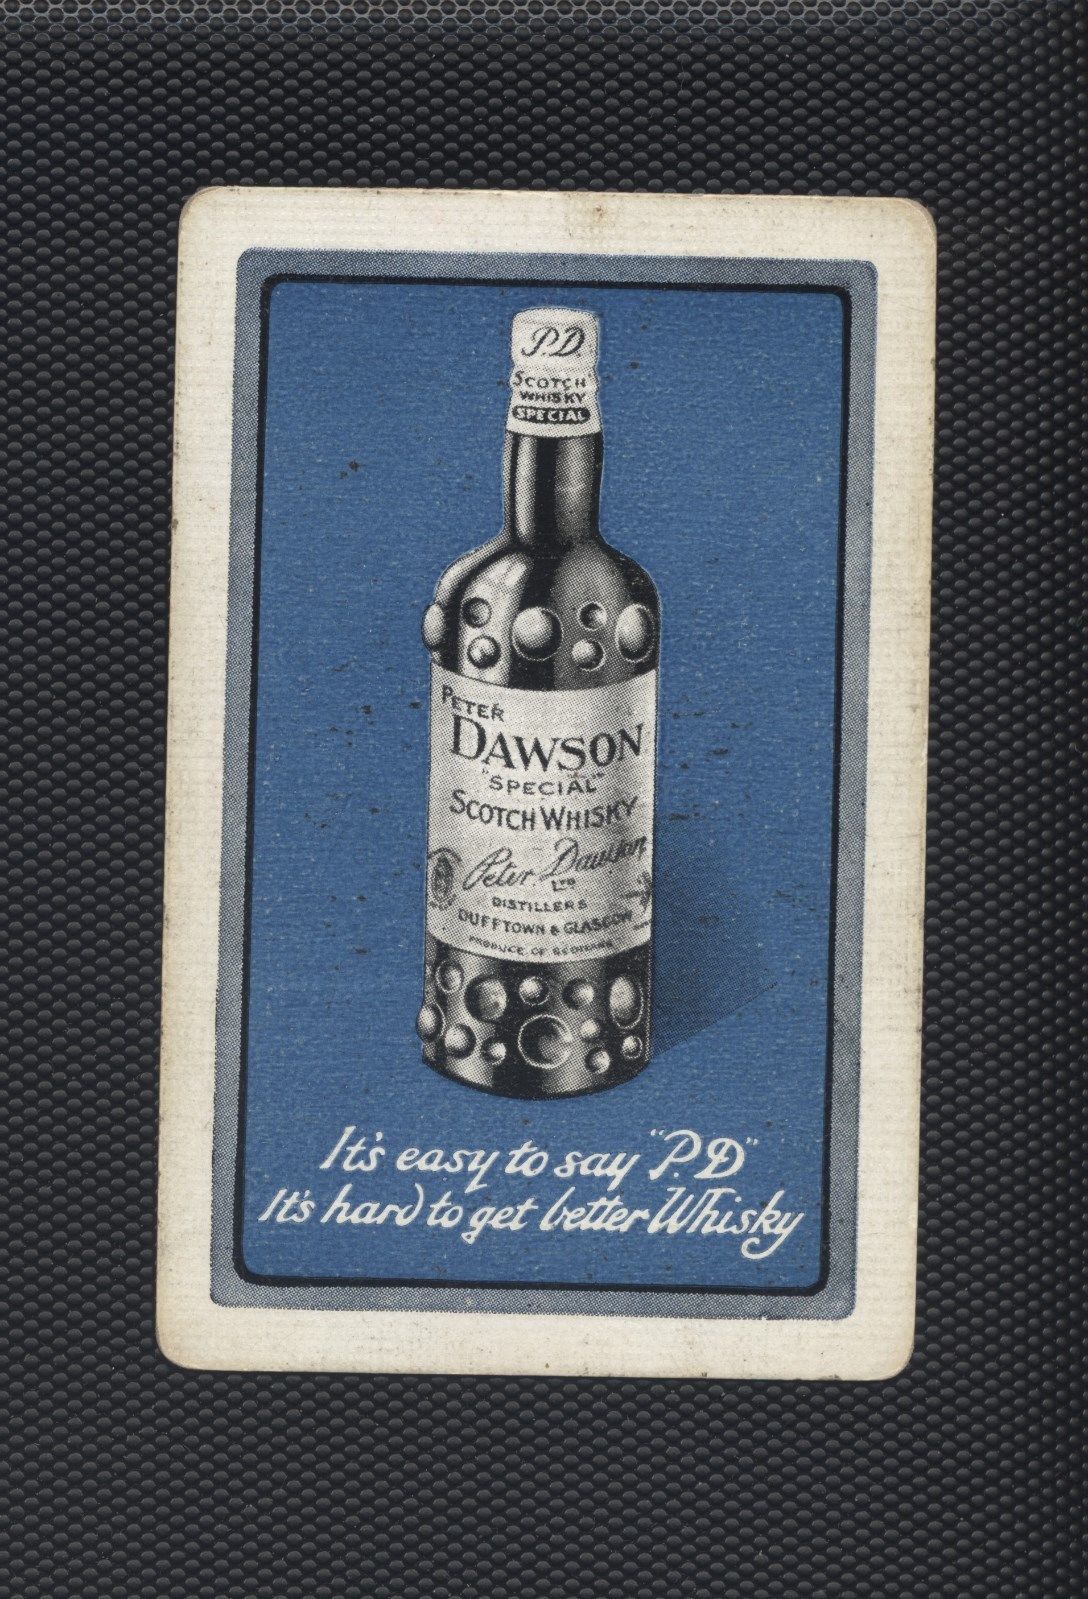 P.D.
SCOTCH
WHISKY
SPECIAL
PETER
DAWSON
"SPECIAL"
SCOTCH WHISKY
Peter Dawson
LTD
DISTILLERS
DUFFTOWN & GLASGOW
PRODUCE OF
It's easy to say "P.D"
It's hard to get better Whisky